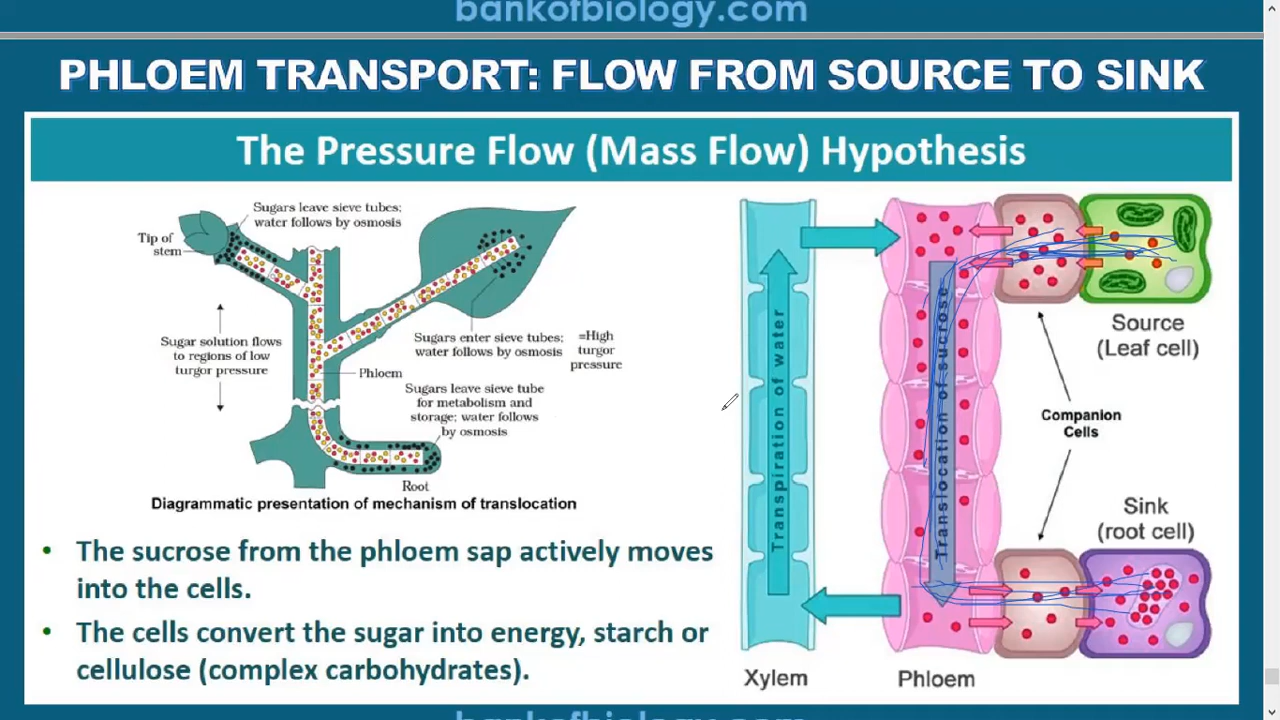 bankofbiology.com
PHLOEM TRANSPORT: FLOW FROM SOURCE TO SINK
The Pressure Flow (Mass Flow) Hypothesis
Sugars leave sieve tubes;
water follows by osmosis
Tip of
stem
Sugar solution flows
to regions of low
turgor pressure
Sugars enter sieve tubes;
water follows by osmosis
=High
turgor
pressure
Phloem
Sugars leave sieve tube
for metabolism and
storage; water follows
by osmosis
Root
Diagrammatic presentation of mechanism of translocation
• The sucrose from the phloem sap actively moves
into the cells.
• The cells convert the sugar into energy, starch or
cellulose (complex carbohydrates).
Transpiration of water
Translocation of sucrose
Source
(Leaf cell)
Companion
Cells
Sink
(root cell)
Xylem
Phloem
bankofbiology.com